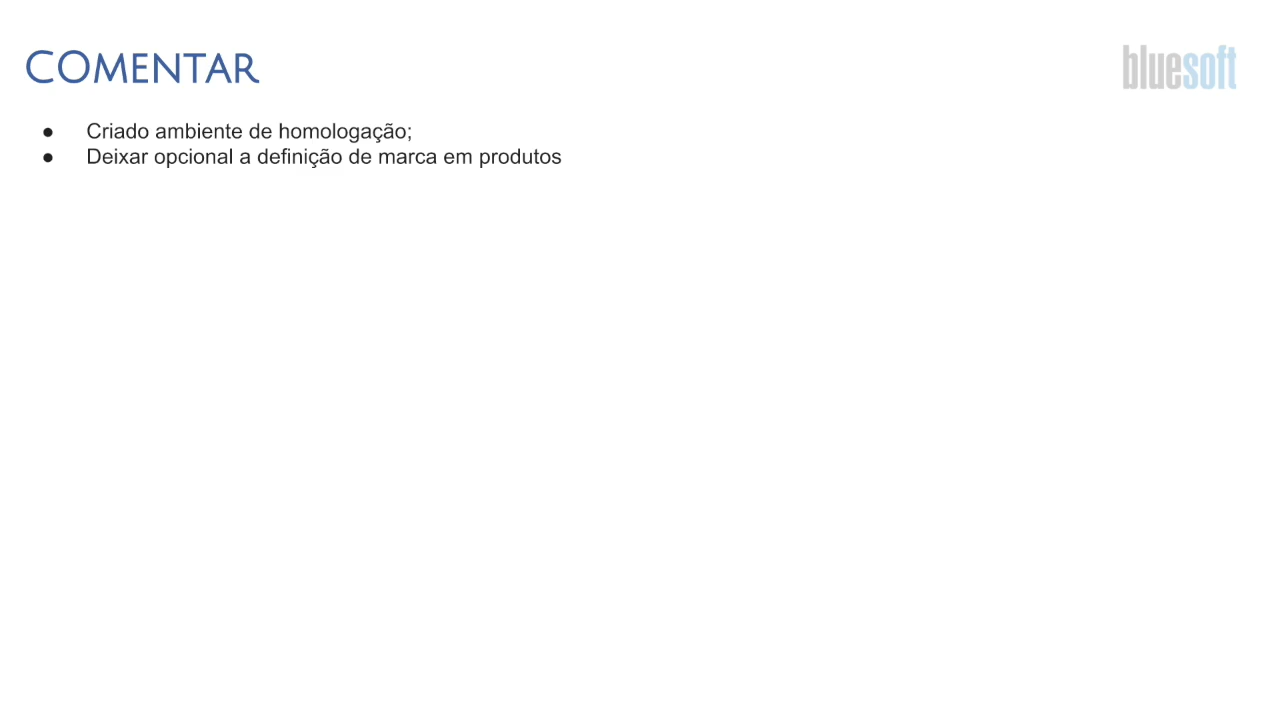 COMENTAR
bluesoft
● Criado ambiente de homologação;
● Deixar opcional a definição de marca em produtos